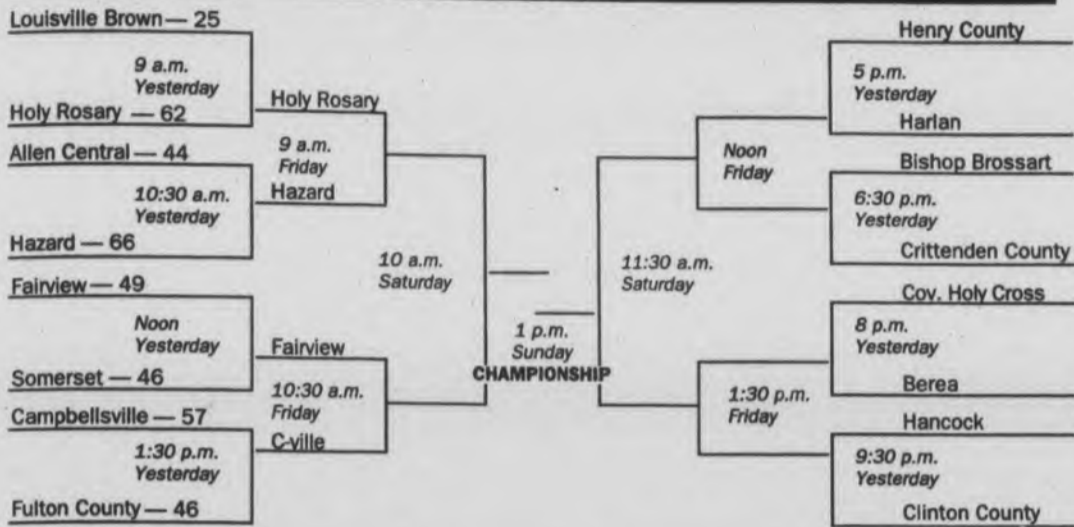 Louisville Brown — 25
9 a.m.
Yesterday
Holy Rosary — 62
Allen Central — 44
10:30 a.m.
Yesterday
Hazard — 66
Fairview — 49
Noon
Yesterday
Somerset — 46
Campbellsville — 57
1:30 p.m.
Yesterday
Fulton County — 46
Holy Rosary
9 a.m.
Friday
Hazard
Fairview
10:30 a.m.
Friday
C-ville
10 a.m.
Saturday
1 p.m.
Sunday
CHAMPIONSHIP
11:30 a.m.
Saturday
Noon
Friday
1:30 p.m.
Friday
Henry County
5 p.m.
Yesterday
Harlan
Bishop Brossart
6:30 p.m.
Yesterday
Crittenden County
Cov. Holy Cross
8 p.m.
Yesterday
Berea
Hancock
9:30 p.m.
Yesterday
Clinton County